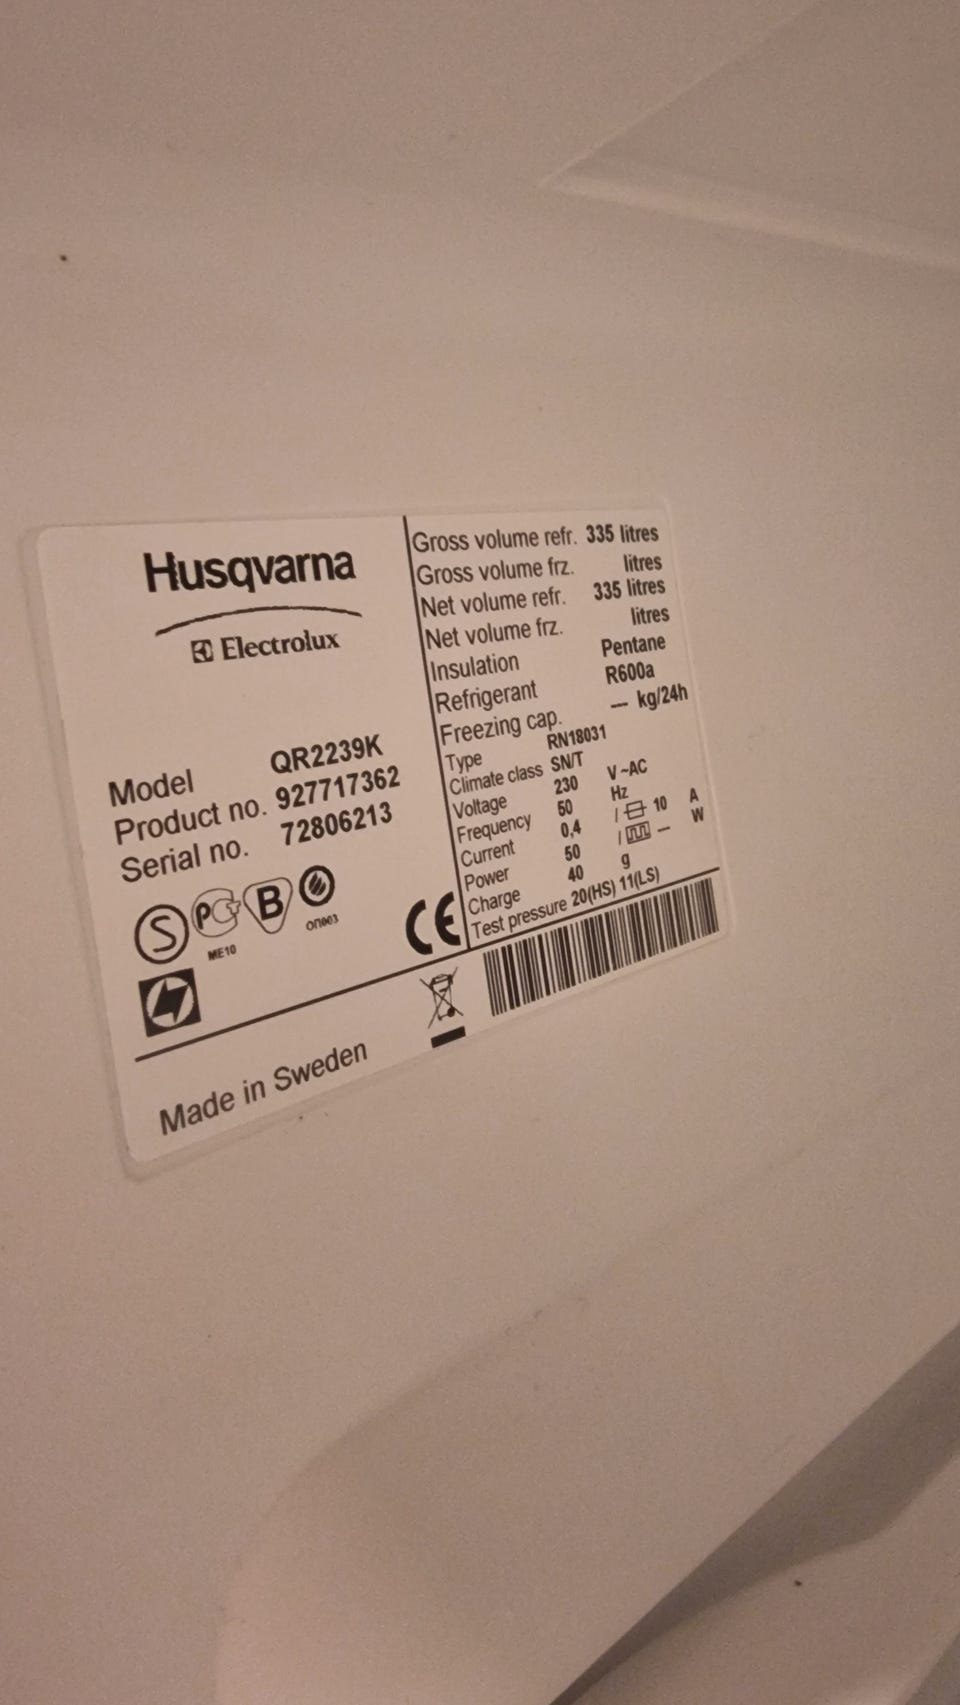 Husqvarna
Electrolux
Model QR2239K
Product no. 927717362
Serial no. 72806213
S PG B
ME10 ОП003
CE
Made in Sweden
Gross volume refr. 335 litres
Gross volume frz. litres
Net volume refr. 335 litres
Net volume frz. litres
Insulation Pentane
Refrigerant R600a
Freezing cap. --- kg/24h
Type RN18031
Climate class SN/T
Voltage 230 V ~AC
Frequency 50 Hz
Current 0,4 / 10 A
Power 50 / — W
Charge 40 g
Test pressure 20(HS) 11(LS)